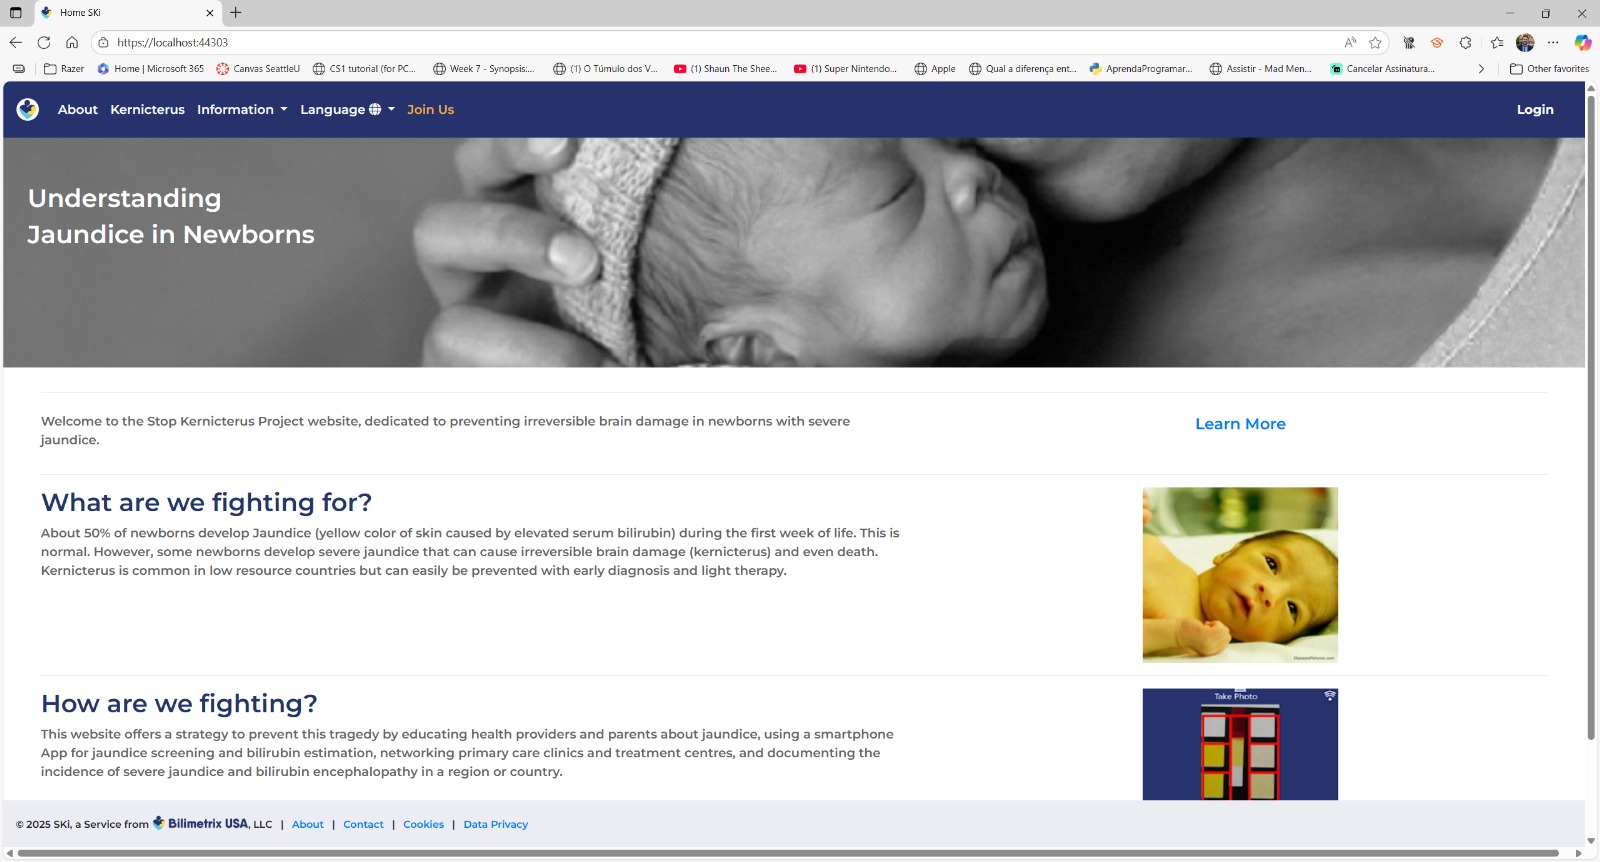 Home SKi
https://localhost:44303
Razer
Home | Microsoft 365
Canvas SeattleU
CS1 tutorial (for PC...
Week 7 - Synopsis:...
(1) O Túmulo dos V...
(1) Shaun The Shee...
(1) Super Nintendo...
Apple
Qual a diferença ent...
AprendaProgramar...
Assistir - Mad Men...
Cancelar Assinatura...
Other favorites
About Kernicterus Information Language Join Us Login
Understanding
Jaundice in Newborns
Welcome to the Stop Kernicterus Project website, dedicated to preventing irreversible brain damage in newborns with severe
jaundice.
Learn More
What are we fighting for?
About 50% of newborns develop Jaundice (yellow color of skin caused by elevated serum bilirubin) during the first week of life. This is
normal. However, some newborns develop severe jaundice that can cause irreversible brain damage (kernicterus) and even death.
Kernicterus is common in low resource countries but can easily be prevented with early diagnosis and light therapy.
DiseasePictures.com
How are we fighting?
This website offers a strategy to prevent this tragedy by educating health providers and parents about jaundice, using a smartphone
App for jaundice screening and bilirubin estimation, networking primary care clinics and treatment centres, and documenting the
incidence of severe jaundice and bilirubin encephalopathy in a region or country.
Take Photo
© 2025 SKi, a Service from Bilimetrix USA, LLC | About | Contact | Cookies | Data Privacy